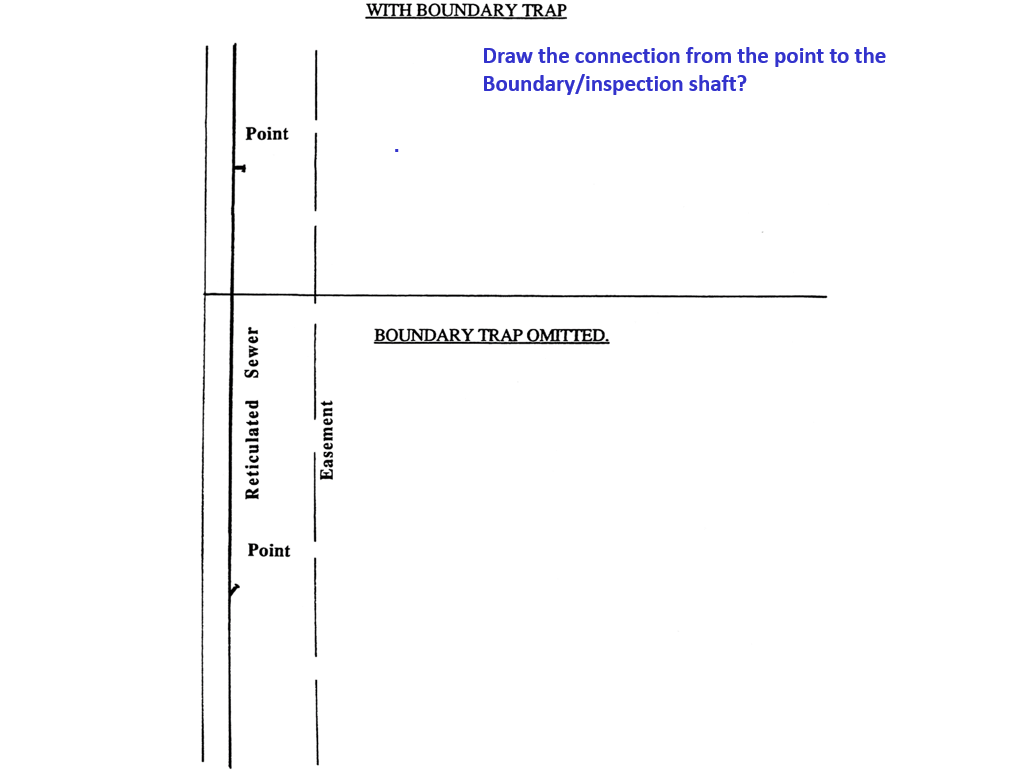 WITH BOUNDARY TRAP
Draw the connection from the point to the
Boundary/inspection shaft?
Point
BOUNDARY TRAP OMITTED.
Reticulated Sewer
Easement
Point